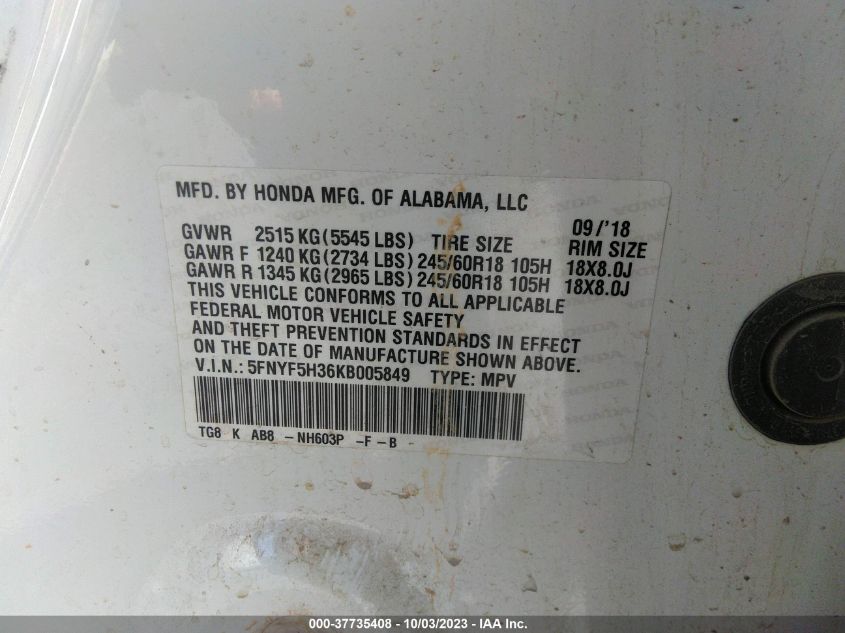 MFD. BY HONDA MFG. OF ALABAMA, LLC
09/'18
GVWR 2515 KG(5545 LBS) TIRE SIZE RIM SIZE
GAWR F 1240 KG(2734 LBS) 245/60R18 105H 18X8.0J
GAWR R 1345 KG(2965 LBS) 245/60R18 105H 18X8.0J
THIS VEHICLE CONFORMS TO ALL APPLICABLE
FEDERAL MOTOR VEHICLE SAFETY
AND THEFT PREVENTION STANDARDS IN EFFECT
ON THE DATE OF MANUFACTURE SHOWN ABOVE.
V.I.N.: 5FNYF5H36KB005849 TYPE: MPV
TG8 K AB8 -NH603P -F-B -
000-37735408 - 10/03/2023 - IAA Inc.